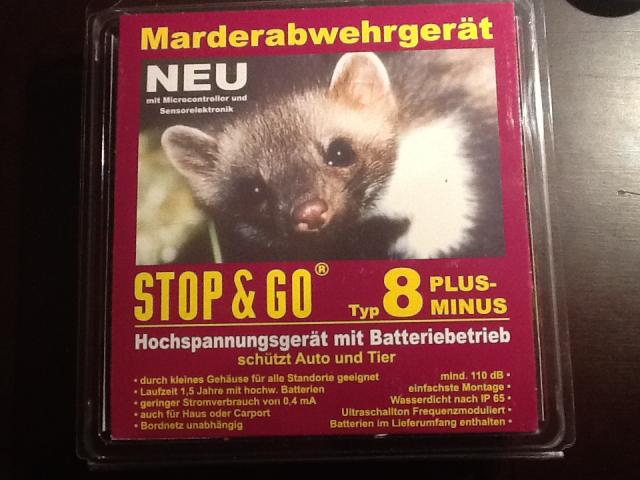 Marderabwehrgerät
NEU
mit Microcontroller und
Sensorelektronik
STOP & GO®
Typ 8 PLUS-
MINUS
Hochspannungsgerät mit Batteriebetrieb
schützt Auto und Tier
• durch kleines Gehäuse für alle Standorte geeignet
• Laufzeit 1,5 Jahre mit hochw. Batterien
• geringer Stromverbrauch von 0,4 mA
• auch für Haus oder Carport
• Bordnetz unabhängig
mind. 110 dB •
einfachste Montage •
Wasserdicht nach IP 65 •
Ultraschallton Frequenzmoduliert •
Batterien im Lieferumfang enthalten •